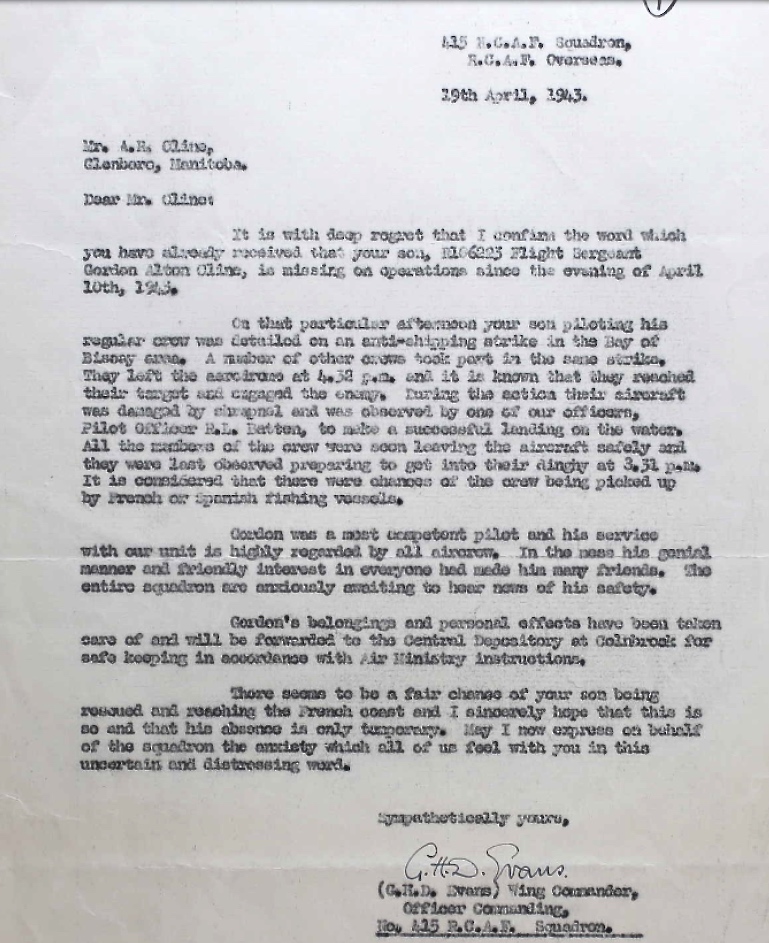 1
415 R.C.A.F. Squadron,
R.C.A.F. Overseas.
19th April, 1943.
Mr. A.R. Cline,
Glenboro, Manitoba.
Dear Mr. Cline:
It is with deep regret that I confirm the word which
you have already received that your son, R106223 Flight Sergeant
Gordon Alton Cline, is missing on operations since the evening of April
10th, 1943.
On that particular afternoon your son piloting his
regular crew was detailed on an anti-shipping strike in the Bay of
Biscay area. A number of other crews took part in the same strike.
They left the aerodrome at 4.32 p.m. and it is known that they reached
their target and engaged the enemy. During the action their aircraft
was damaged by shrapnel and was observed by one of our officers,
Pilot Officer R.L. Batten, to make a successful landing on the water.
All the members of the crew were seen leaving the aircraft safely and
they were last observed preparing to get into their dinghy at 8.31 p.m.
It is considered that there were chances of the crew being picked up
by French or Spanish fishing vessels.
Gordon was a most competent pilot and his service
with our unit is highly regarded by all aircrew. In the mess his genial
manner and friendly interest in everyone had made him many friends. The
entire squadron are anxiously awaiting to hear news of his safety.
Gordon's belongings and personal effects have been taken
care of and will be forwarded to the Central Depository at Colnbrook for
safe keeping in accordance with Air Ministry instructions.
There seems to be a fair chance of your son being
rescued and reaching the French coast and I sincerely hope that this is
so and that his absence is only temporary. May I now express on behalf
of the squadron the anxiety which all of us feel with you in this
uncertain and distressing word.
Sympathetically yours,
G.H.D. Evans.
(G.H.D. Evans) Wing Commander,
Officer Commanding,
No. 415 R.C.A.F. Squadron.